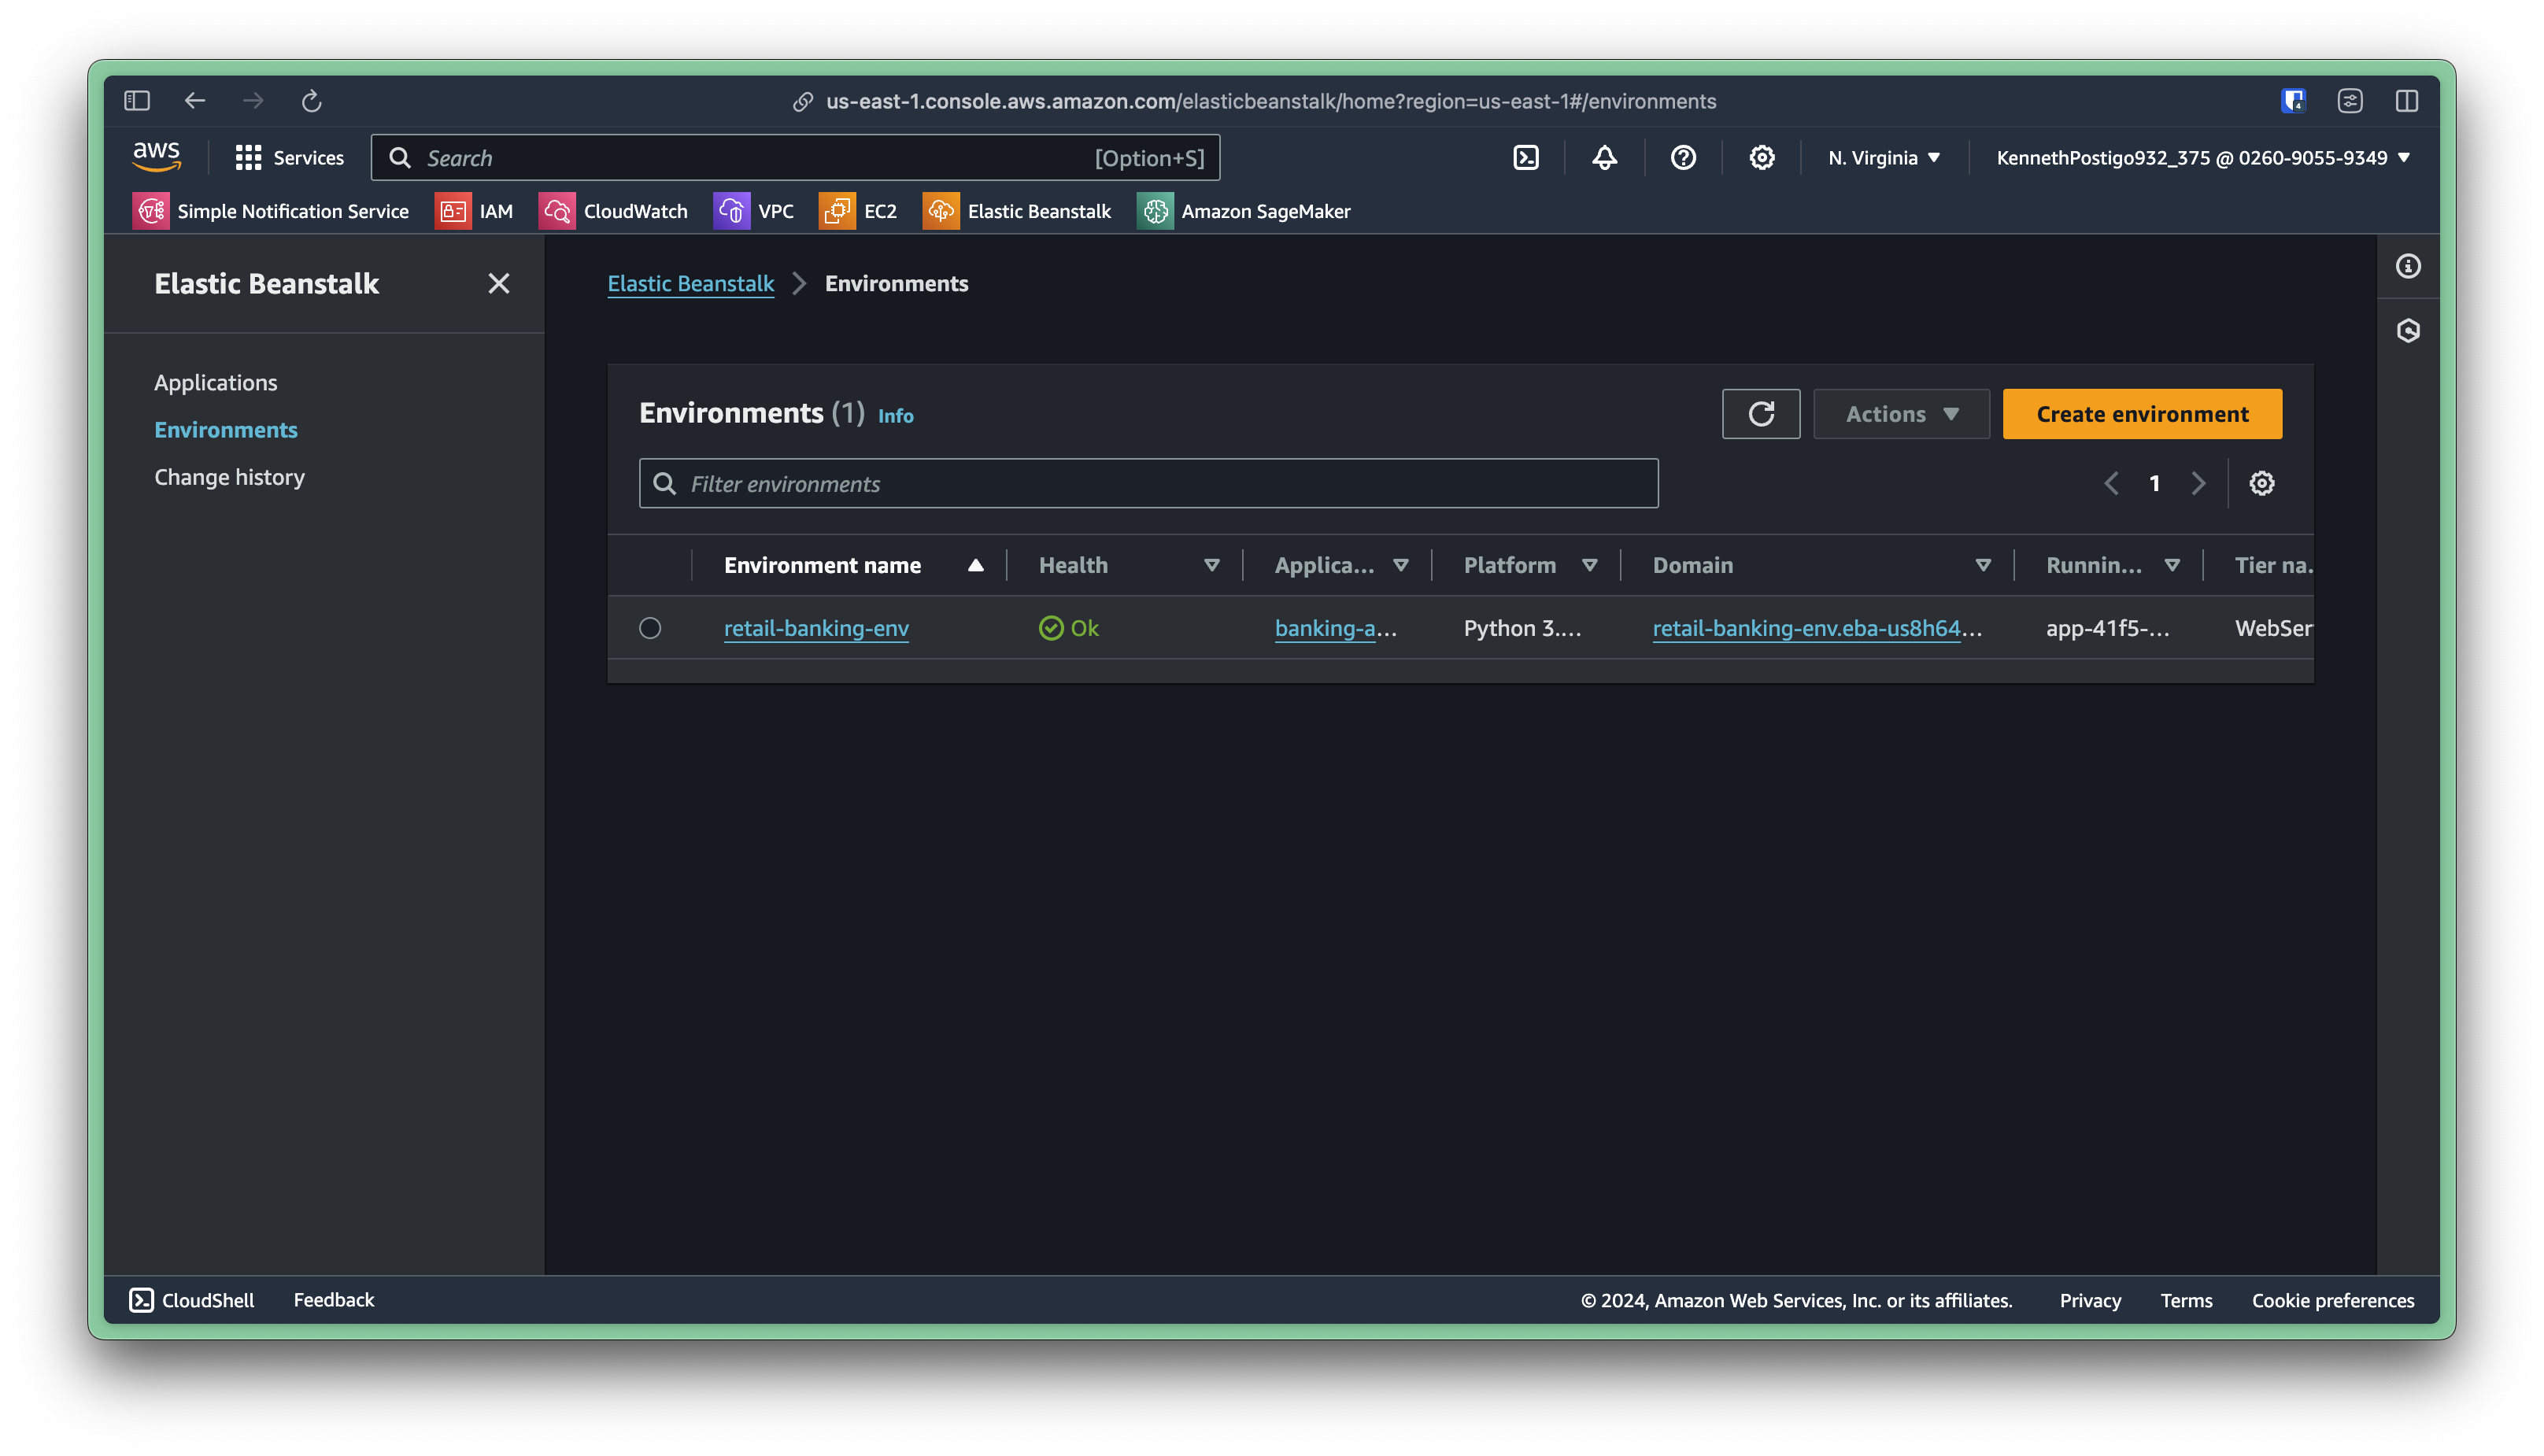 us-east-1.console.aws.amazon.com/elasticbeanstalk/home?region=us-east-1#/environments
4
aws Services Search [Option+S] N. Virginia KennethPostigo932_375 @ 0260-9055-9349
Simple Notification Service IAM CloudWatch VPC EC2 Elastic Beanstalk Amazon SageMaker
Elastic Beanstalk
Applications
Environments
Change history
Elastic Beanstalk Environments
Environments (1) Info Actions Create environment
Filter environments 1
Environment name Health Applica... Platform Domain Runnin... Tier na.
retail-banking-env Ok banking-a... Python 3.... retail-banking-env.eba-us8h64... app-41f5-... WebSer
CloudShell Feedback © 2024, Amazon Web Services, Inc. or its affiliates. Privacy Terms Cookie preferences